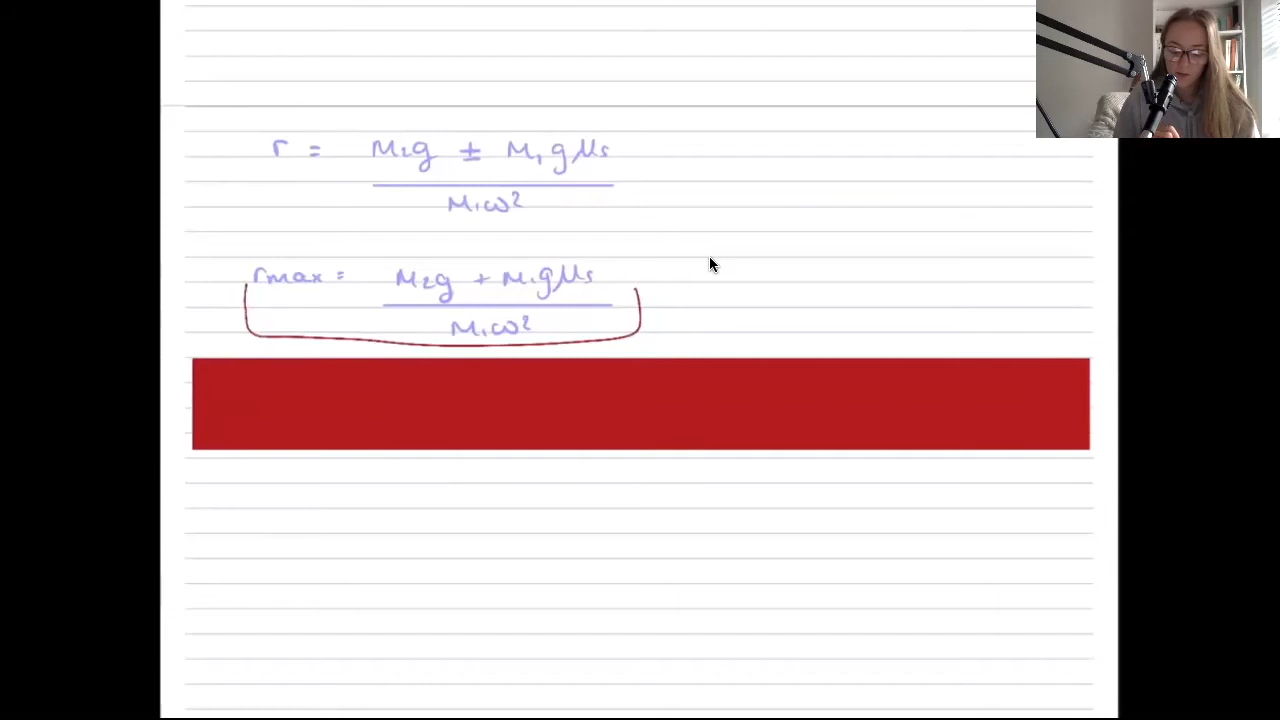 r = M₂g ± M₁gμs
M₁ω²
rmax = M₂g + M₁gμs
M₁ω²